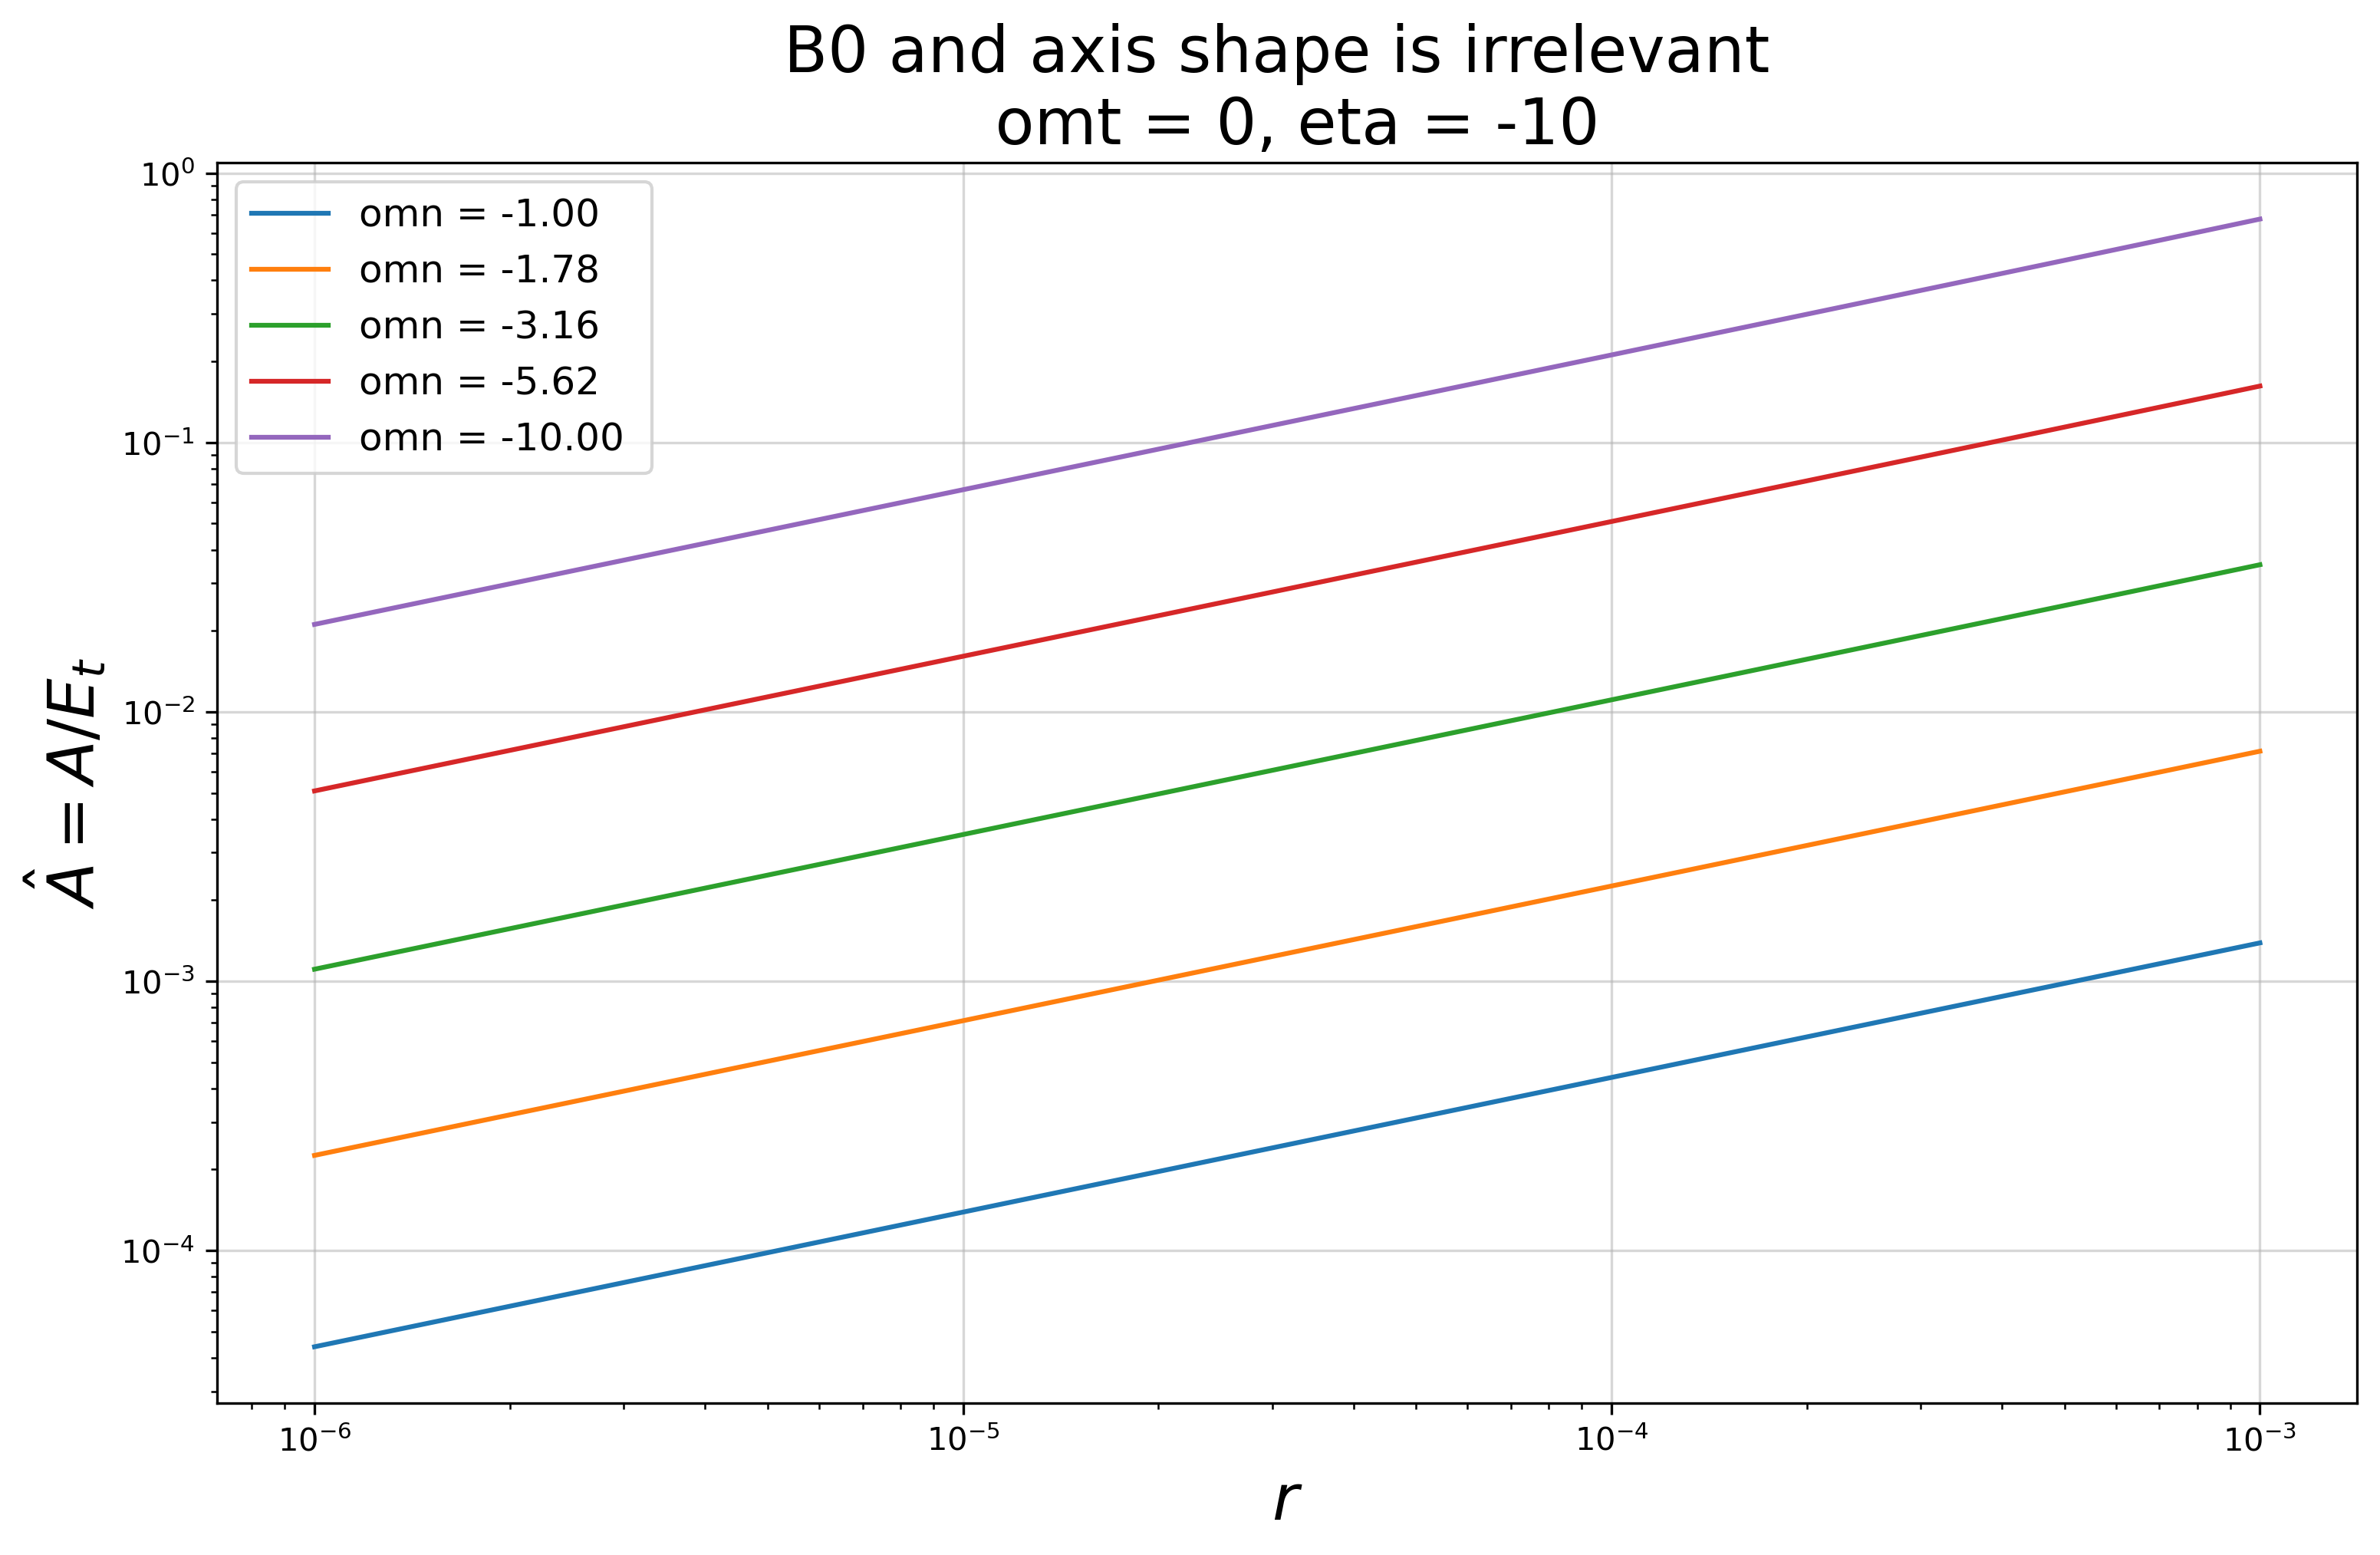 B0 and axis shape is irrelevant
omt = 0, eta = -10
omn = -1.00
omn = -1.78
omn = -3.16
omn = -5.62
omn = -10.00
10⁰
10⁻¹
10⁻²
10⁻³
10⁻⁴
Â = A/Eₜ
10⁻⁶ 10⁻⁵ 10⁻⁴ 10⁻³
r